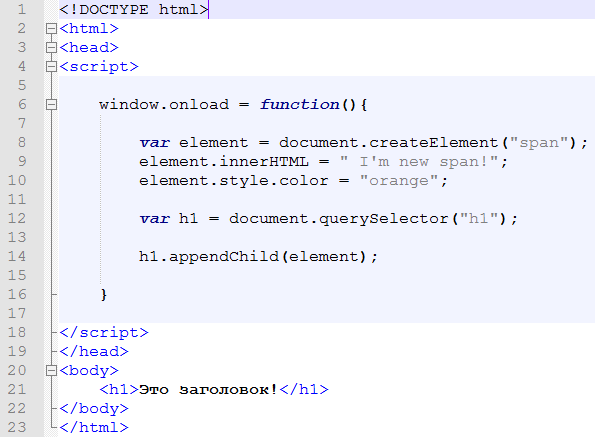 1 <!DOCTYPE html>
2 <html>
3 <head>
4 <script>
5
6 window.onload = function(){
7
8 var element = document.createElement("span");
9 element.innerHTML = " I'm new span!";
10 element.style.color = "orange";
11
12 var h1 = document.querySelector("h1");
13
14 h1.appendChild(element);
15
16 }
17
18 </script>
19 </head>
20 <body>
21 <h1>Это заголовок!</h1>
22 </body>
23 </html>